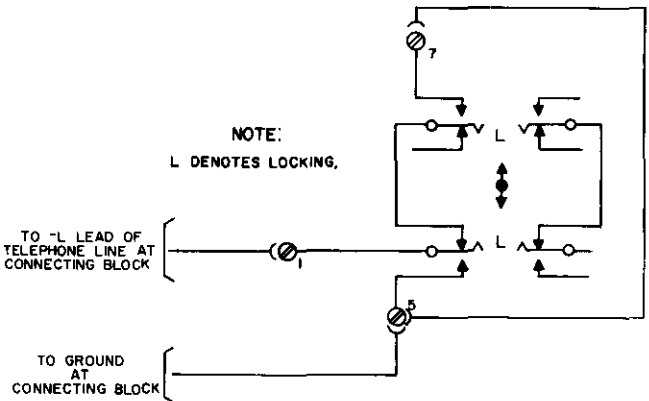 7
NOTE:
L DENOTES LOCKING,
L
TO -L LEAD OF
TELEPHONE LINE AT
CONNECTING BLOCK
1
L
5
TO GROUND
AT
CONNECTING BLOCK